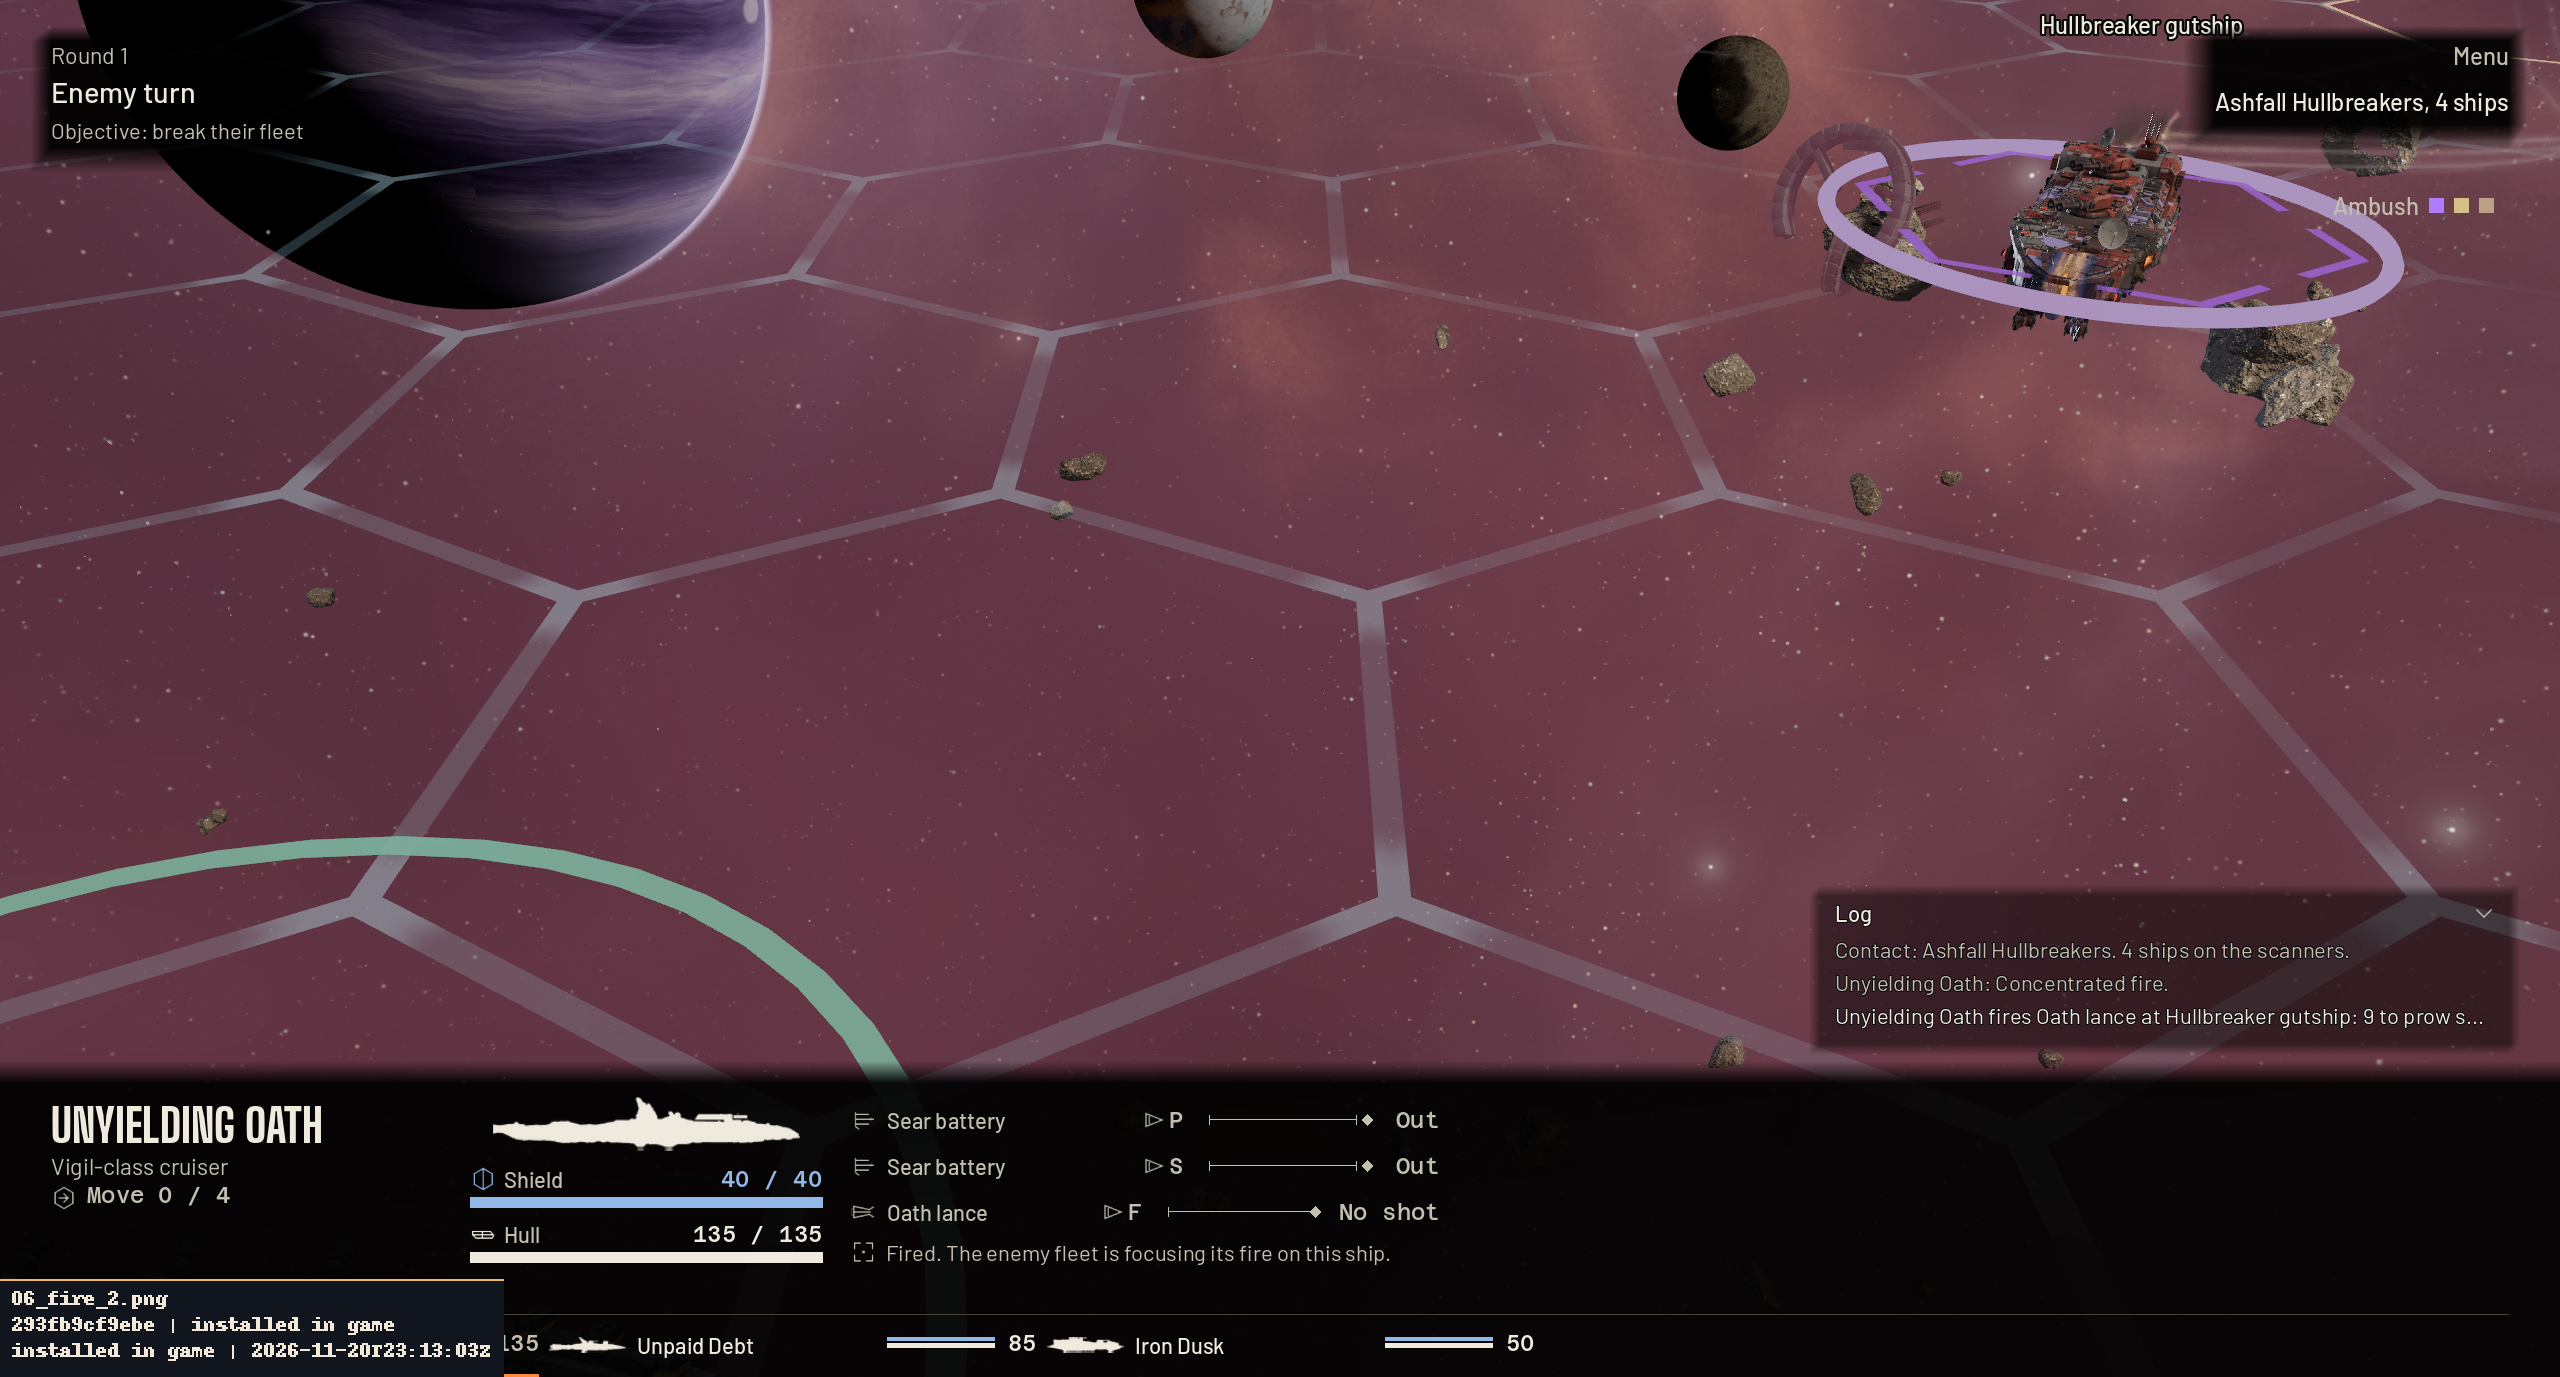 Hullbreaker gutship
Round 1
Enemy turn
Objective: break their fleet
Menu
Ashfall Hullbreakers, 4 ships
Ambush
Log
Contact: Ashfall Hullbreakers. 4 ships on the scanners.
Unyielding Oath: Concentrated fire.
Unyielding Oath fires Oath lance at Hullbreaker gutship: 9 to prow s...
UNYIELDING OATH
Vigil-class cruiser
Move 0 / 4
Shield 40 / 40
Hull 135 / 135
Sear battery P Out
Sear battery S Out
Oath lance F No shot
Fired. The enemy fleet is focusing its fire on this ship.
06_fire_2.png
293fb9cf9ebe | installed in game
installed in game | 2026-11-20T23:13:03Z
135 Unpaid Debt 85 Iron Dusk 50